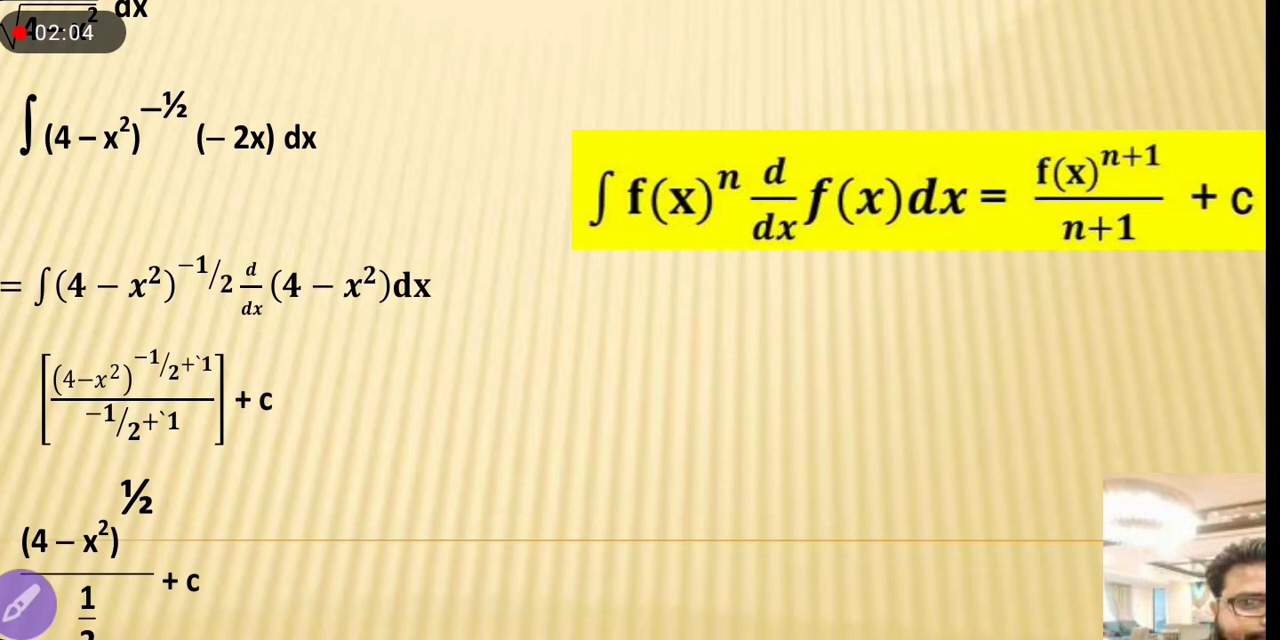 dx
02:04
∫ (4 – x²)^–½ (– 2x) dx
∫ f(x)ⁿ d/dx f(x)dx = f(x)^(n+1) / n+1 + c
= ∫(4 − x²)^−1/2 d/dx (4 − x²)dx
[(4−x²)^−1/2+`1 / −1/2+`1] + c
(4 – x²)^½ / 1/2 + c